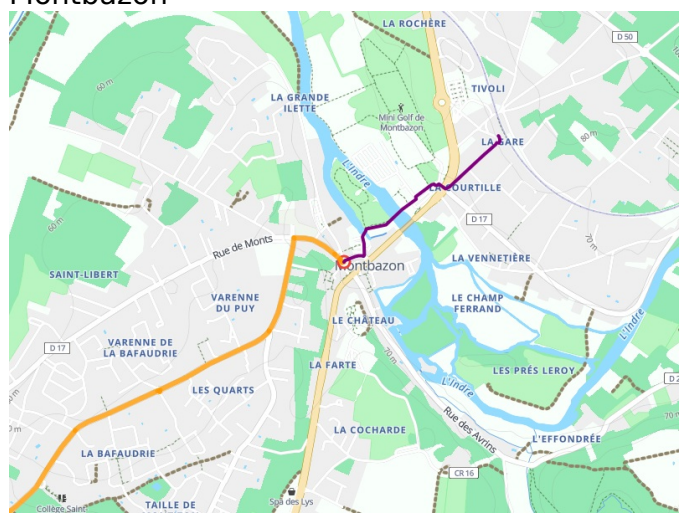 Montbazon
LA ROCHÈRE
D 50
TIVOLI
60 m
LA GRANDE
ILETTE
Mini Golf de
Montbazon
LA GARE
80 m
L'Indre
LA COURTILLE
D 17
60 m
Rue de Monts
70 m
LA VENNETIÈRE
SAINT-LIBERT
Montbazon
VARENNE
DU PUY
LE CHAMP
FERRAND
L'Indre
LE CHÂTEAU
VARENNE DE
LA BAFAUDRIE
D 17
70 m
LA FARTE
LES PRÉS LEROY
L'Indre
LES QUARTS
Rue des Avrins
LA COCHARDE
L'EFFONDRÉE
LA BAFAUDRIE
CR 16
Collège Saint-
TAILLE DE
Spa des Lys